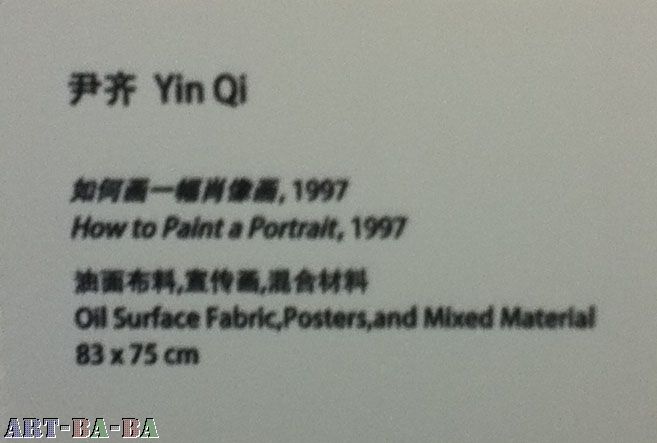 尹齐 Yin Qi
如何画一幅肖像画, 1997
How to Paint a Portrait, 1997
油面布料,宣传画,混合材料
Oil Surface Fabric,Posters,and Mixed Material
83 x 75 cm
ART-BA-BA